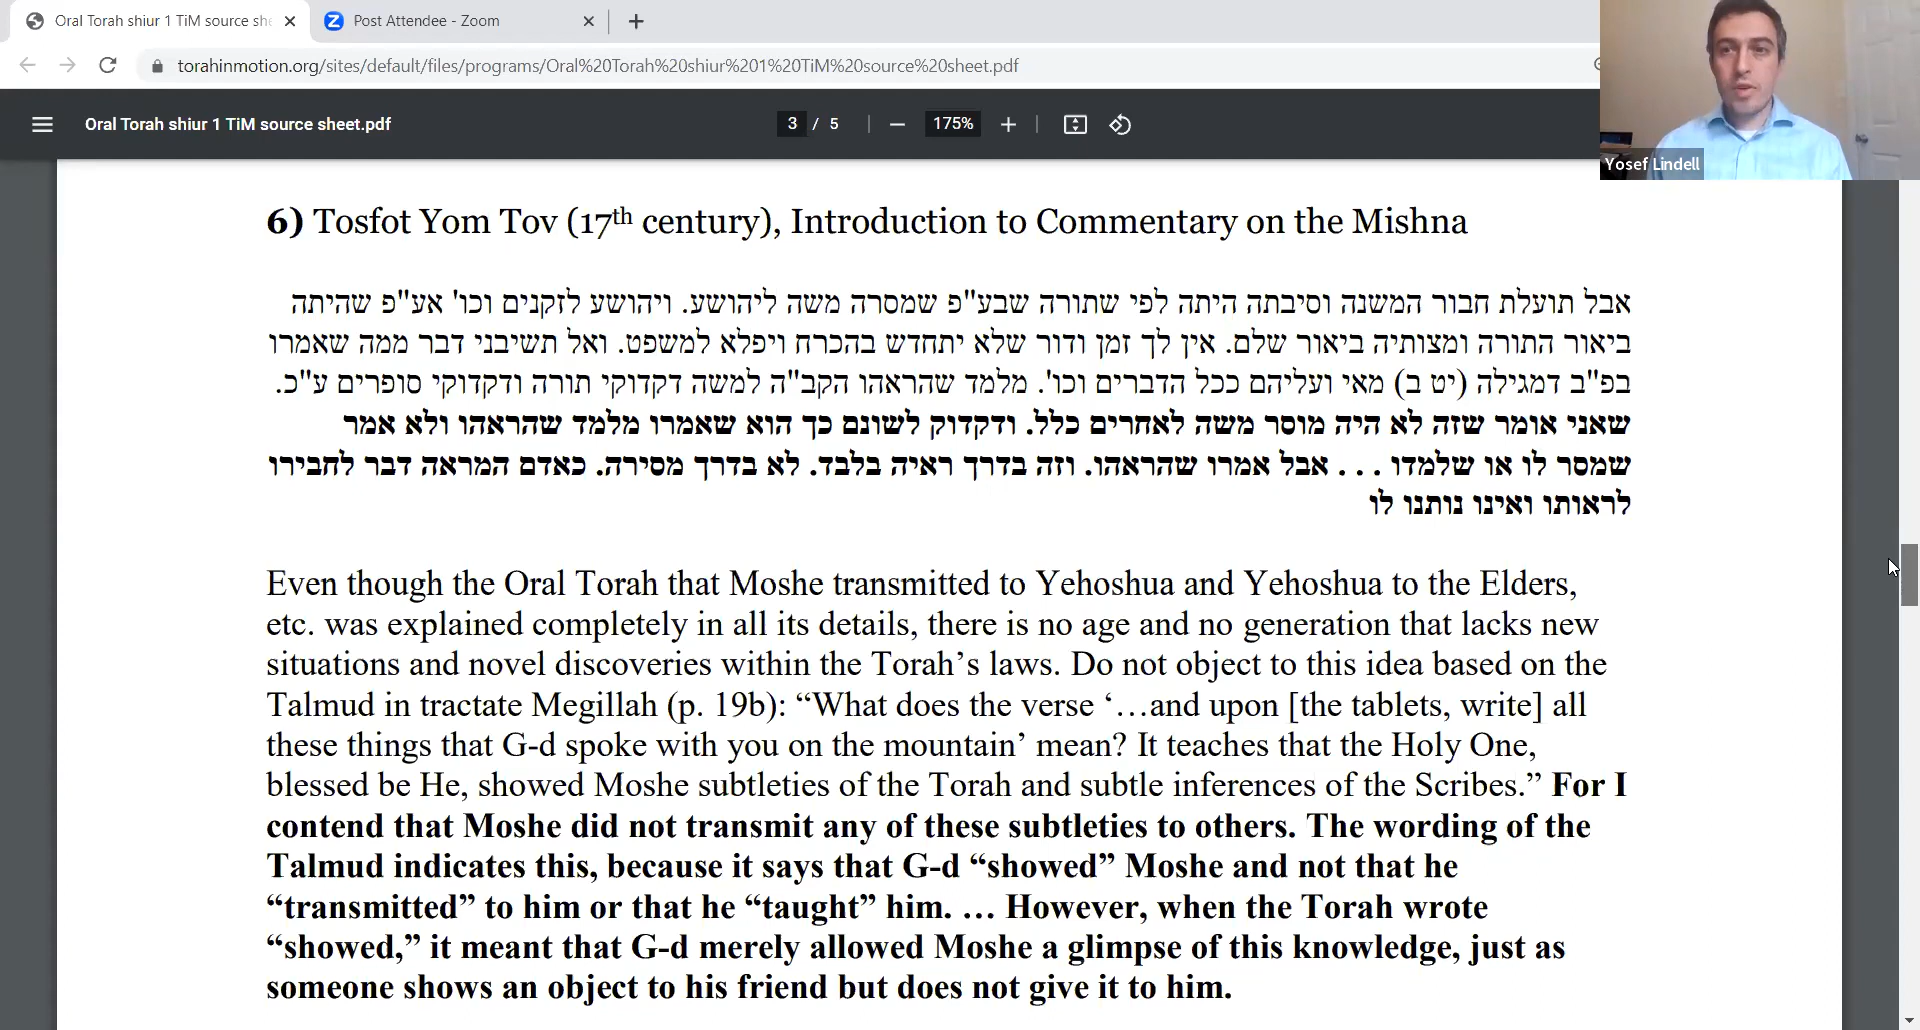 Oral Torah shiur 1 TiM source she
Post Attendee - Zoom
torahinmotion.org/sites/default/files/programs/Oral%20Torah%20shiur%201%20TiM%20source%20sheet.pdf
Oral Torah shiur 1 TiM source sheet.pdf
3 / 5
175%
Yosef Lindell
6) Tosfot Yom Tov (17th century), Introduction to Commentary on the Mishna
אבל תועלת חבור המשנה וסיבתה היתה לפי שתורה שבע"פ שמסרה משה ליהושע. ויהושע לזקנים וכו' אע"פ שהיתה
ביאור התורה ומצותיה ביאור שלם. אין לך זמן ודור שלא יתחדש בהכרח ויפלא למשפט. ואל תשיבני דבר ממה שאמרו
בפ"ב דמגילה (יט ב) מאי ועליהם ככל הדברים וכו'. מלמד שהראהו הקב"ה למשה דקדוקי תורה ודקדוקי סופרים ע"כ.
שאני אומר שזה לא היה מוסר משה לאחרים כלל. ודקדוק לשונם כך הוא שאמרו מלמד שהראהו ולא אמר
שמסר לו או שלמדו . . . אבל אמרו שהראהו. וזה בדרך ראיה בלבד. לא בדרך מסירה. כאדם המראה דבר לחבירו
לראותו ואינו נותנו לו
Even though the Oral Torah that Moshe transmitted to Yehoshua and Yehoshua to the Elders,
etc. was explained completely in all its details, there is no age and no generation that lacks new
situations and novel discoveries within the Torah’s laws. Do not object to this idea based on the
Talmud in tractate Megillah (p. 19b): “What does the verse ‘…and upon [the tablets, write] all
these things that G-d spoke with you on the mountain’ mean? It teaches that the Holy One,
blessed be He, showed Moshe subtleties of the Torah and subtle inferences of the Scribes.” For I
contend that Moshe did not transmit any of these subtleties to others. The wording of the
Talmud indicates this, because it says that G-d “showed” Moshe and not that he
“transmitted” to him or that he “taught” him. … However, when the Torah wrote
“showed,” it meant that G-d merely allowed Moshe a glimpse of this knowledge, just as
someone shows an object to his friend but does not give it to him.